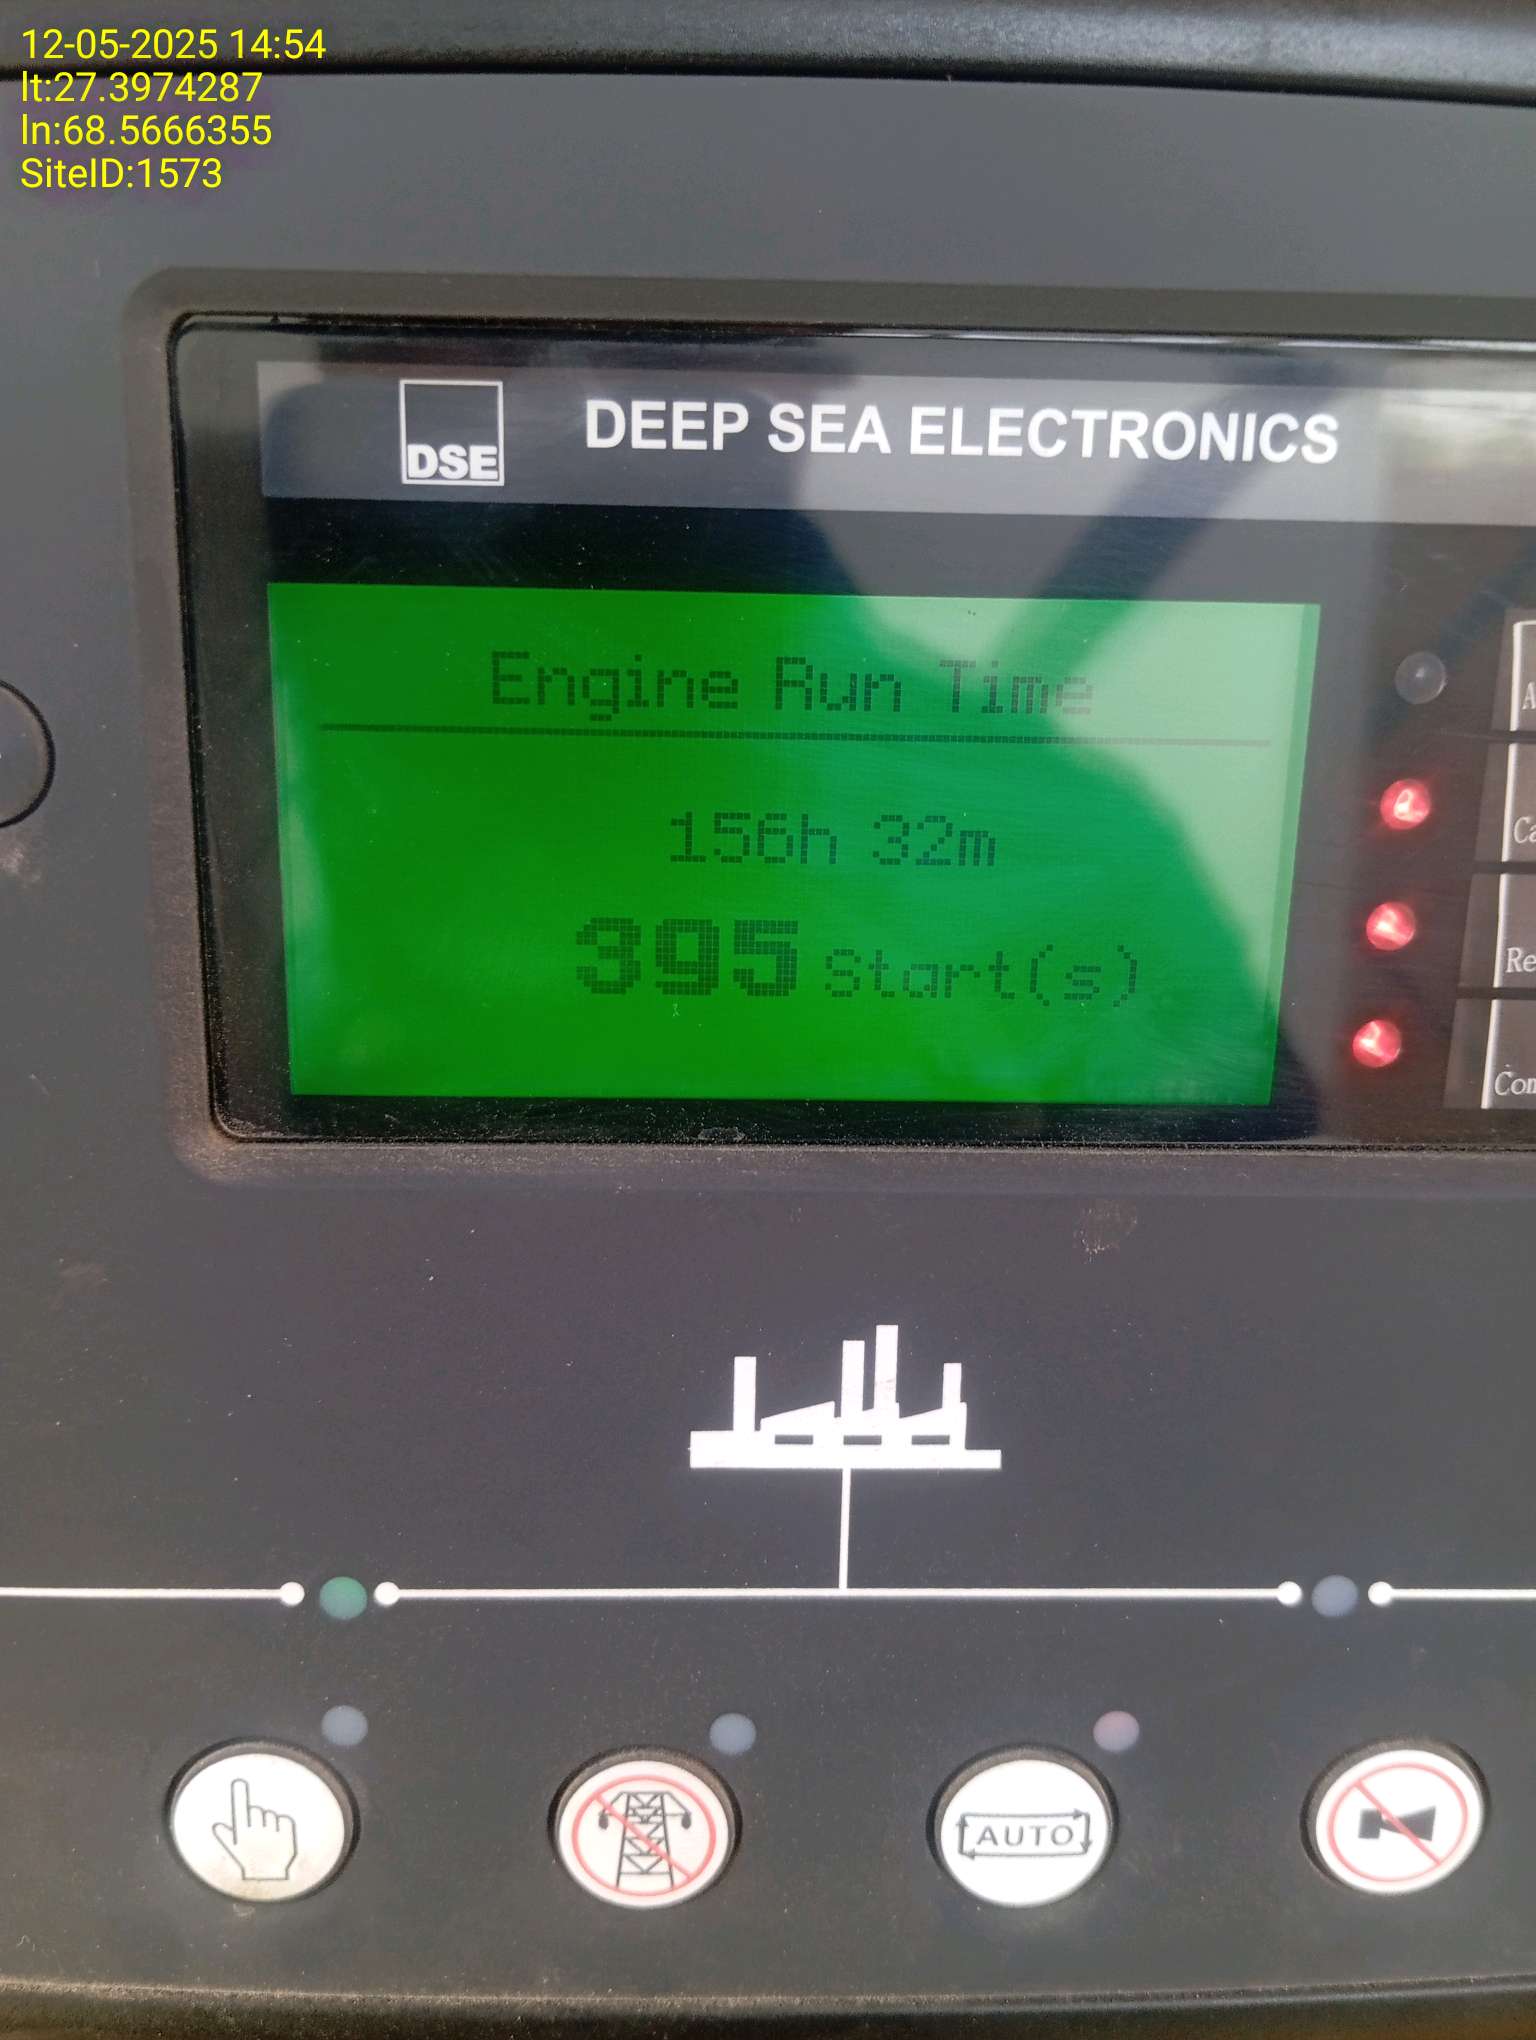 12-05-2025 14:54
lt:27.3974287
ln:68.5666355
SiteID:1573
DSE
DEEP SEA ELECTRONICS
Engine Run Time
156h 32m
395 Start(s)
AUTO